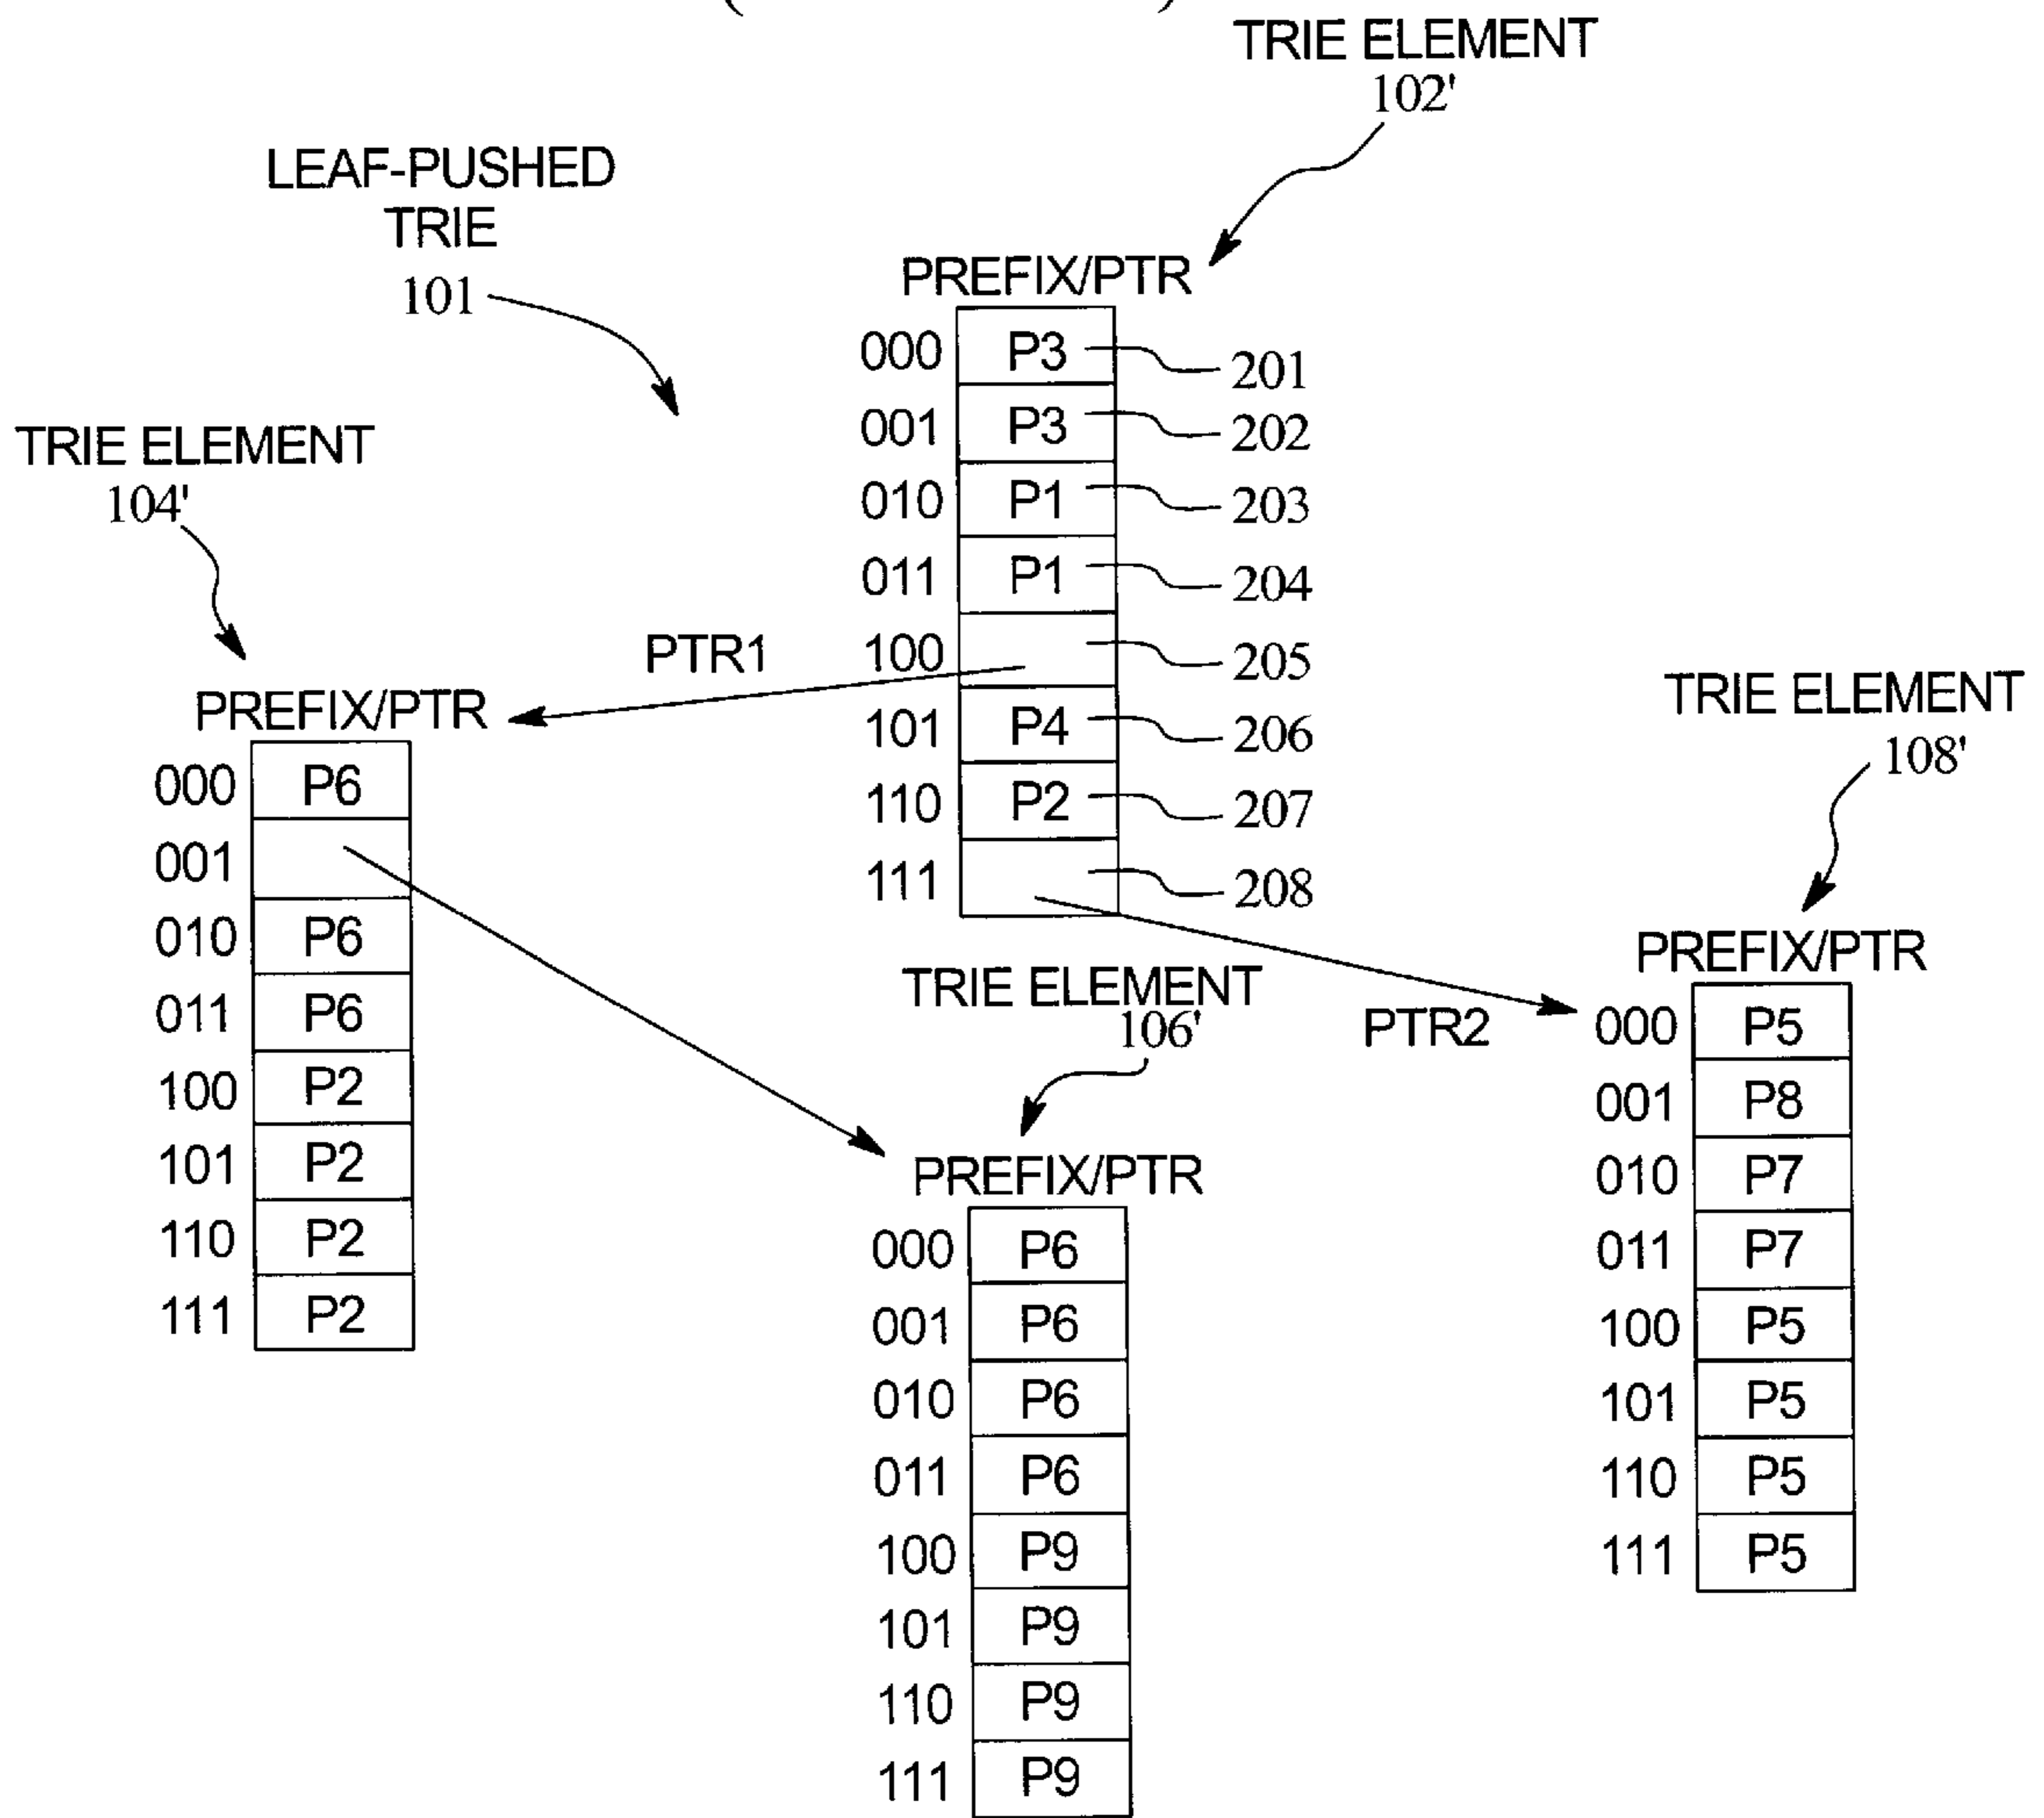 TRIE ELEMENT
102'
LEAF-PUSHED
TRIE
101
PREFIX/PTR
000 P3 201
001 P3 202
010 P1 203
011 P1 204
100 205
101 P4 206
110 P2 207
111 208
TRIE ELEMENT
104'
PTR1
PREFIX/PTR
000 P6
001
010 P6
011 P6
100 P2
101 P2
110 P2
111 P2
TRIE ELEMENT
106'
PREFIX/PTR
000 P6
001 P6
010 P6
011 P6
100 P9
101 P9
110 P9
111 P9
TRIE ELEMENT
108'
PTR2
PREFIX/PTR
000 P5
001 P8
010 P7
011 P7
100 P5
101 P5
110 P5
111 P5